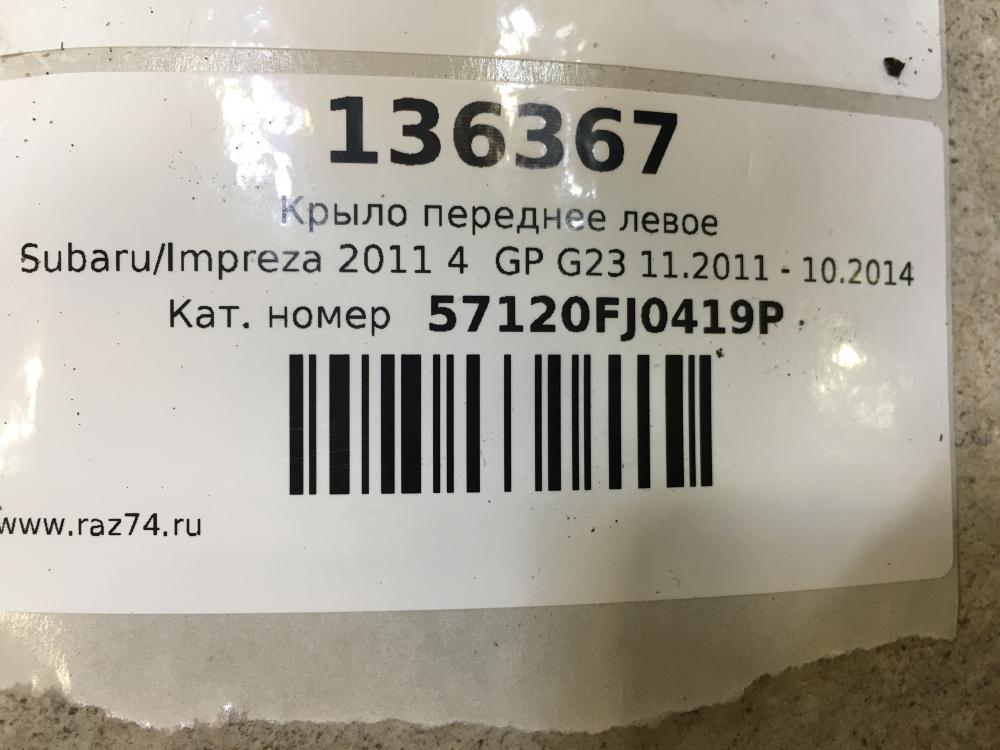 136367
Крыло переднее левое
Subaru/Impreza 2011 4 GP G23 11.2011 - 10.2014
Кат. номер 57120FJ0419P
www.raz74.ru